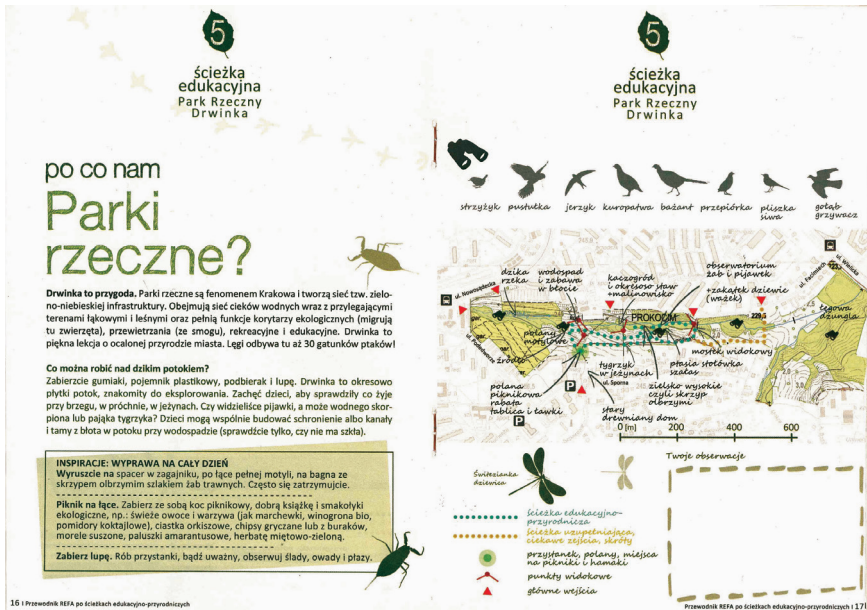 5
ścieżka
edukacyjna
Park Rzeczny
Drwinka
po co nam
Parki
rzeczne?
Drwinka to przygoda. Parki rzeczne są fenomenem Krakowa i tworzą sieć tzw. zielo-
no-niebieskiej infrastruktury. Obejmują sieć cieków wodnych wraz z przylegającymi
terenami łąkowymi i leśnymi oraz pełnią funkcje korytarzy ekologicznych (migrują
tu zwierzęta), przewietrzania (ze smogu), rekreacyjne i edukacyjne. Drwinka to
piękna lekcja o ocalonej przyrodzie miasta. Lęgi odbywa tu aż 30 gatunków ptaków!
Co można robić nad dzikim potokiem?
Zabierzcie gumiaki, pojemnik plastikowy, podbierak i lupę. Drwinka to okresowo
płytki potok, znakomity do eksplorowania. Zachęć dzieci, aby sprawdziły co żyje
przy brzegu, w próchnie, w jeżynach. Czy widzieliście pijawki, a może wodnego skor-
piona lub pająka tygrzyka? Dzieci mogą wspólnie budować schronienie albo kanały
i tamy z błota w potoku przy wodospadzie (sprawdźcie tylko, czy nie ma szkła).
INSPIRACJE: WYPRAWA NA CAŁY DZIEŃ
Wyruszcie na spacer w zagajniku, po łące pełnej motyli, na bagna ze
skrzypem olbrzymim szlakiem żab trawnych. Często się zatrzymujcie.
Piknik na łące. Zabierz ze sobą koc piknikowy, dobrą książkę i smakołyki
ekologiczne, np.: świeże owoce i warzywa (jak marchewki, winogrona bio,
pomidory koktajlowe), ciastka orkiszowe, chipsy gryczane lub z buraków,
morele suszone, paluszki amarantusowe, herbatę miętowo-zieloną.
Zabierz lupę. Rób przystanki, bądź uważny, obserwuj ślady, owady i płazy.
16 I Przewodnik REFA po ścieżkach edukacyjno-przyrodniczych
5
ścieżka
edukacyjna
Park Rzeczny
Drwinka
strzyżyk pustułka jerzyk kuropatwa bażant przepiórka pliszka siwa gołąb grzywacz
ul. Nowosądecka
dzika
rzeka
wodospad
i zabawa
w błocie
kaczogród
i okresowo staw
+malinowisko
obserwatorium
żab i pijawek
+zakątek dziewic
(ważek)
łęgowa
dżungla
229,5
PROKOCIM
polany
motylowe
źródło
mostek widokowy
ptasia stołówka
szałas
tygrzyk
w jeżynach
ul. Sporna
polana
piknikowa
rabata
tablica i ławki
P
P
zielsko wysokie
czyli skrzyp
olbrzymi
stary
drewniany dom
0 [m] 200 400 600
Świtezianka
dziewica
Twoje obserwacje
ścieżka edukacyjno-
przyrodnicza
ścieżka uzupełniająca,
ciekawe zejścia, skróty
przystanek, polany, miejsca
na pikniki i hamaki
punkty widokowe
główne wejścia
Przewodnik REFA po ścieżkach edukacyjno-przyrodniczych I 17